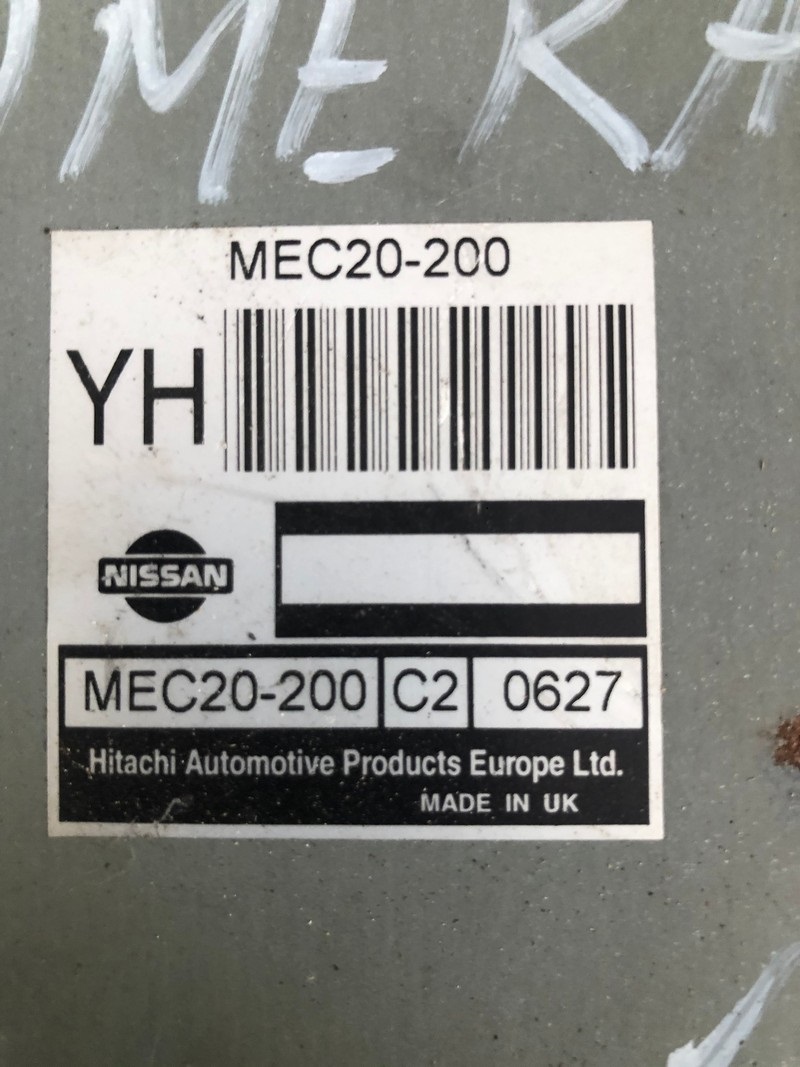 MEC20-200
YH
NISSAN
MEC20-200 C2 0627
Hitachi Automotive Products Europe Ltd.
MADE IN UK